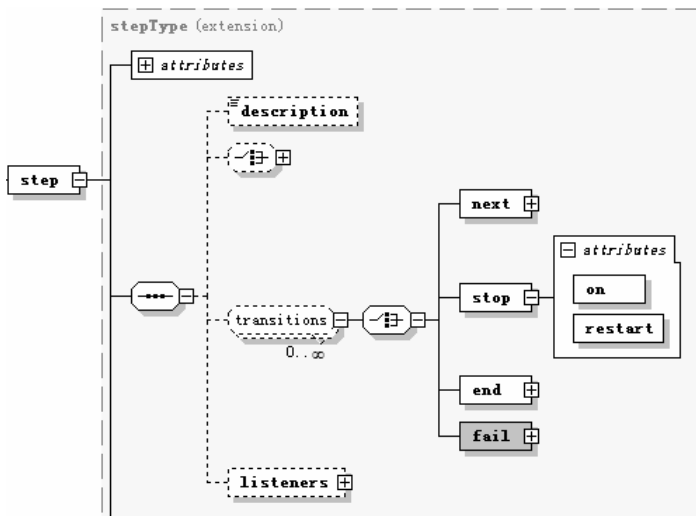 stepType (extension)
attributes
description
step
next
attributes
stop
on
transitions
restart
0..∞
end
fail
listeners